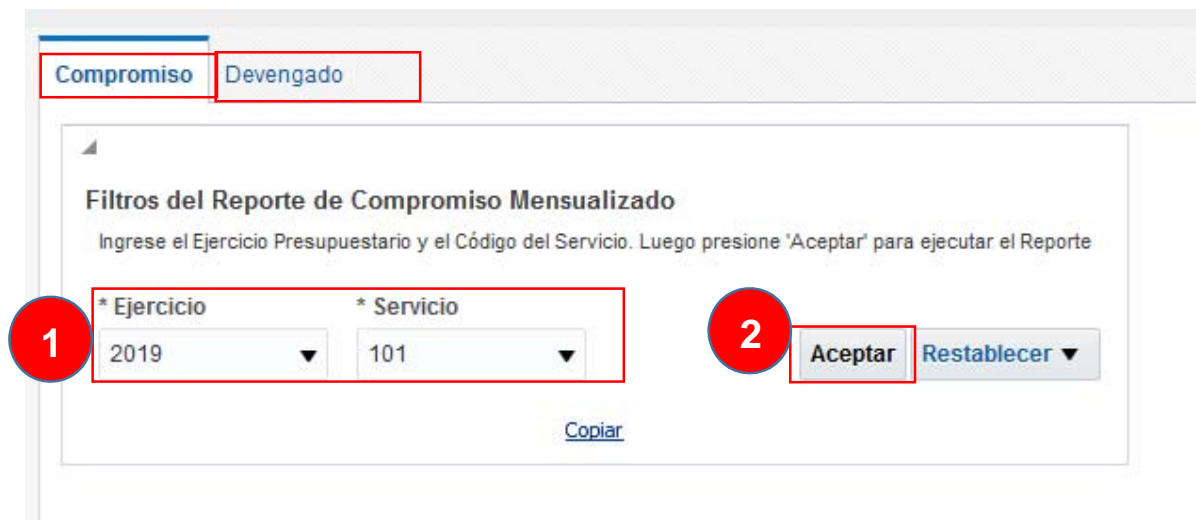 Compromiso Devengado
Filtros del Reporte de Compromiso Mensualizado
Ingrese el Ejercicio Presupuestario y el Código del Servicio. Luego presione 'Aceptar' para ejecutar el Reporte
* Ejercicio * Servicio
1 2019 101 2 Aceptar Restablecer
Copiar